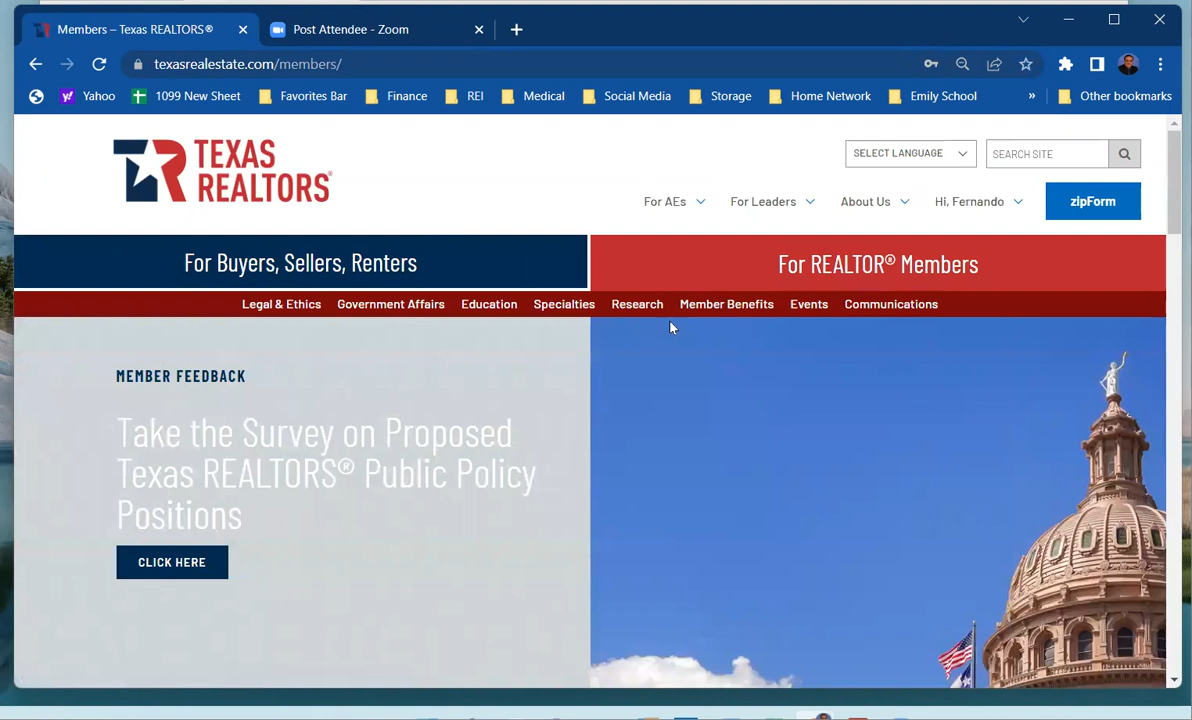 Members – Texas REALTORS®
Post Attendee - Zoom
texasrealestate.com/members/
Yahoo 1099 New Sheet Favorites Bar Finance REI Medical Social Media Storage Home Network Emily School » Other bookmarks
TEXAS
REALTORS®
SELECT LANGUAGE
SEARCH SITE
For AEs For Leaders About Us Hi, Fernando zipForm
For Buyers, Sellers, Renters
For REALTOR® Members
Legal & Ethics Government Affairs Education Specialties Research Member Benefits Events Communications
MEMBER FEEDBACK
Take the Survey on Proposed
Texas REALTORS® Public Policy
Positions
CLICK HERE